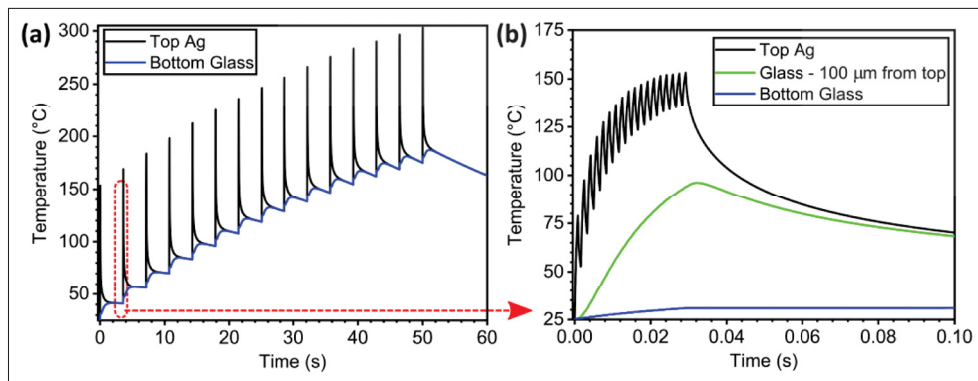 (a)
300
250
200
150
100
50
Temperature (°C)
Top Ag
Bottom Glass
0 10 20 30 40 50 60
Time (s)
(b)
175
150
125
100
75
50
25
Temperature (°C)
Top Ag
Glass - 100 μm from top
Bottom Glass
0.00 0.02 0.04 0.06 0.08 0.10
Time (s)